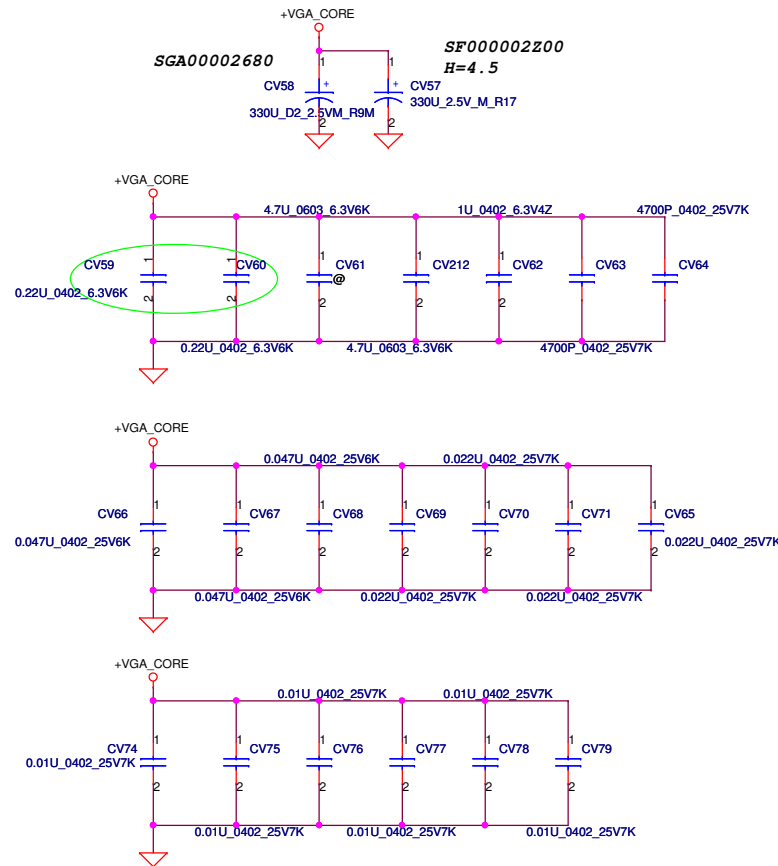 +VGA_CORE
SGA00002680
SF000002Z00
H=4.5
1
1
CV58
+
+
CV57
330U_D2_2.5VM_R9M
330U_2.5V_M_R17
2
2
+VGA_CORE
4.7U_0603_6.3V6K
1U_0402_6.3V4Z
4700P_0402_25V7K
1
1
1
1
1
CV59
CV60
CV61
CV212
CV62
CV63
CV64
@
0.22U_0402_6.3V6K
2
2
2
2
2
0.22U_0402_6.3V6K
4.7U_0603_6.3V6K
4700P_0402_25V7K
+VGA_CORE
0.047U_0402_25V6K
0.022U_0402_25V7K
1
1
1
1
1
1
1
CV66
CV67
CV68
CV69
CV70
CV71
CV65
0.047U_0402_25V6K
0.022U_0402_25V7K
2
2
2
2
2
2
2
0.047U_0402_25V6K
0.022U_0402_25V7K
0.022U_0402_25V7K
+VGA_CORE
0.01U_0402_25V7K
0.01U_0402_25V7K
1
1
1
1
1
1
CV74
CV75
CV76
CV77
CV78
CV79
0.01U_0402_25V7K
2
2
2
2
2
2
0.01U_0402_25V7K
0.01U_0402_25V7K
0.01U_0402_25V7K